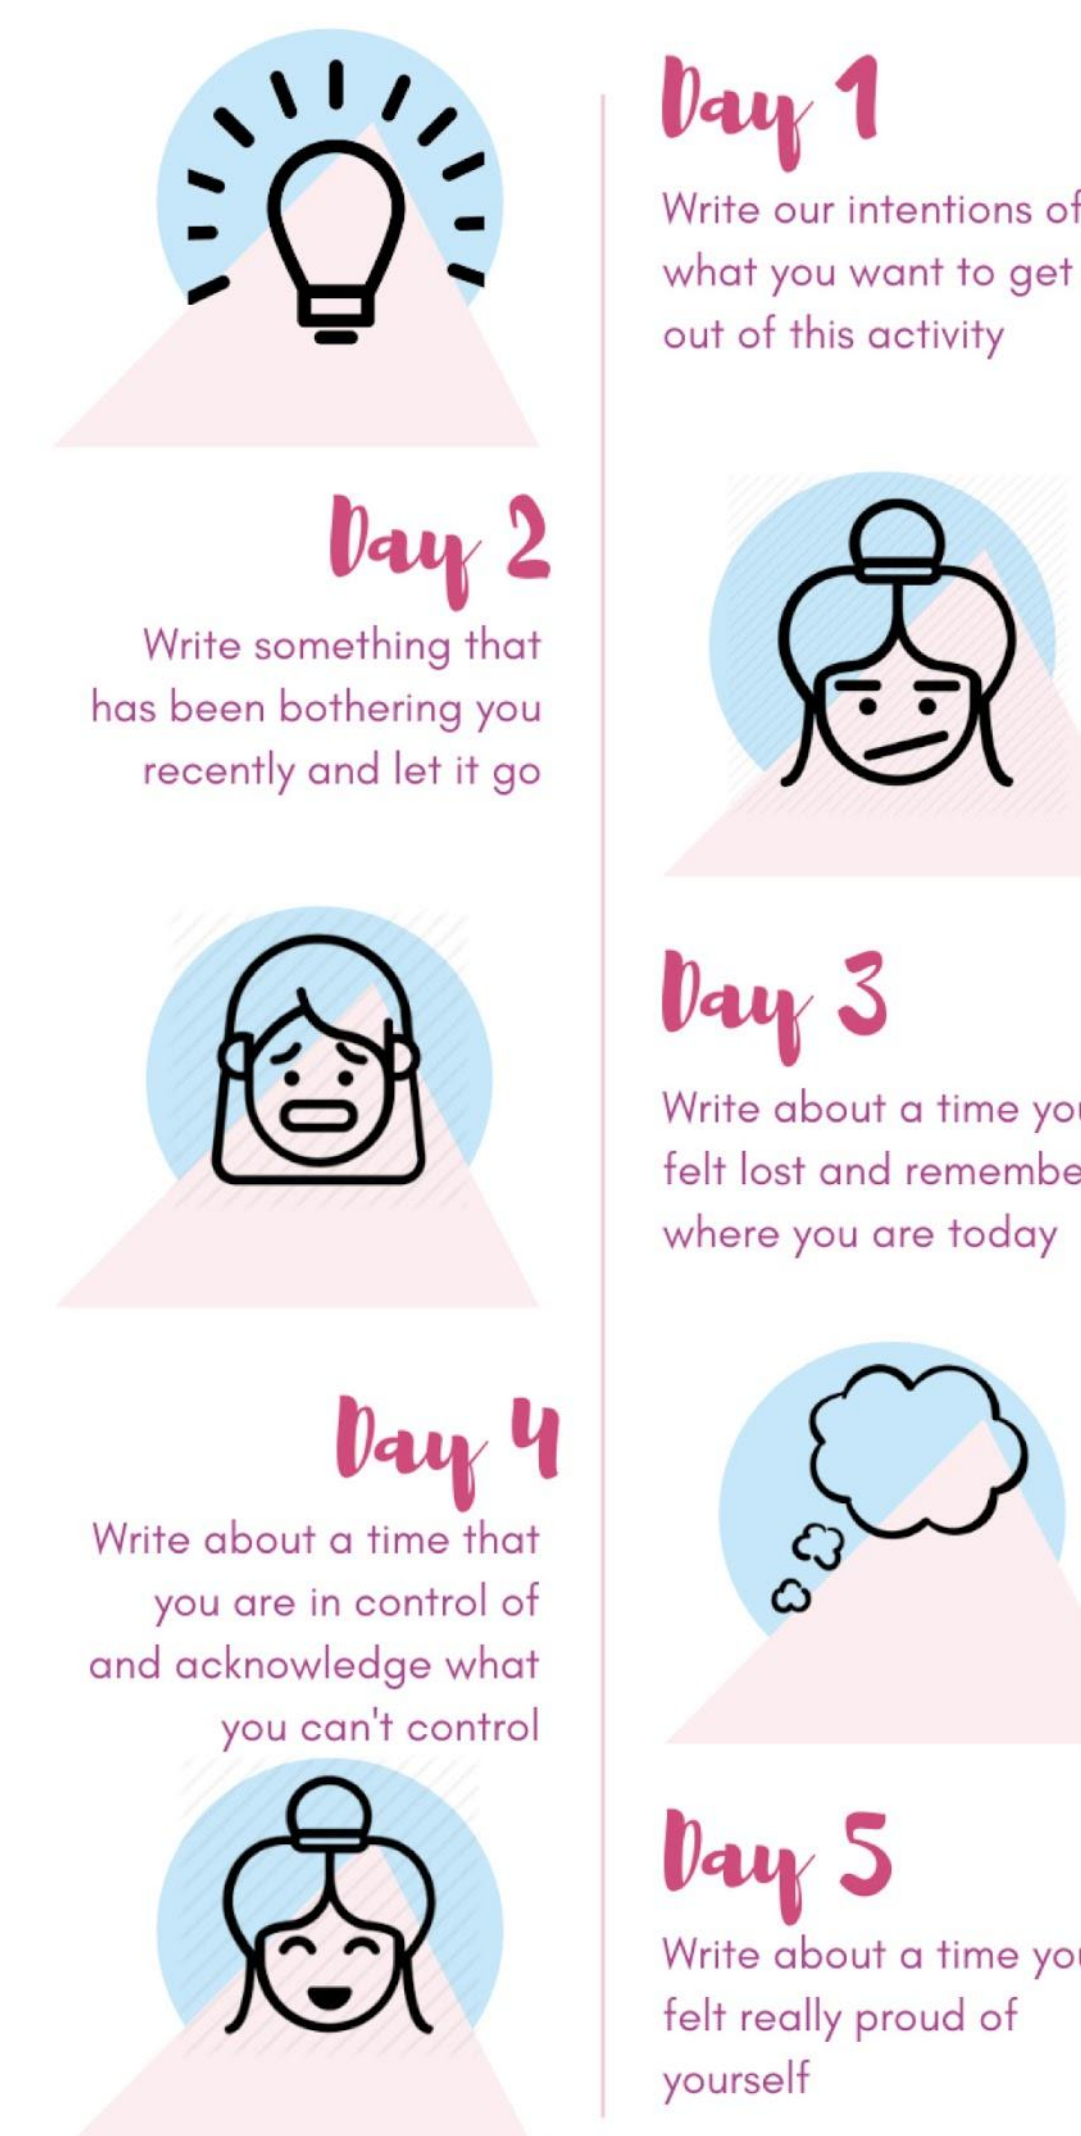 Day 1
Write our intentions of
what you want to get
out of this activity
Day 2
Write something that
has been bothering you
recently and let it go
Day 3
Write about a time you
felt lost and remembe
where you are today
Day 4
Write about a time that
you are in control of
and acknowledge what
you can't control
Day 5
Write about a time you
felt really proud of
yourself